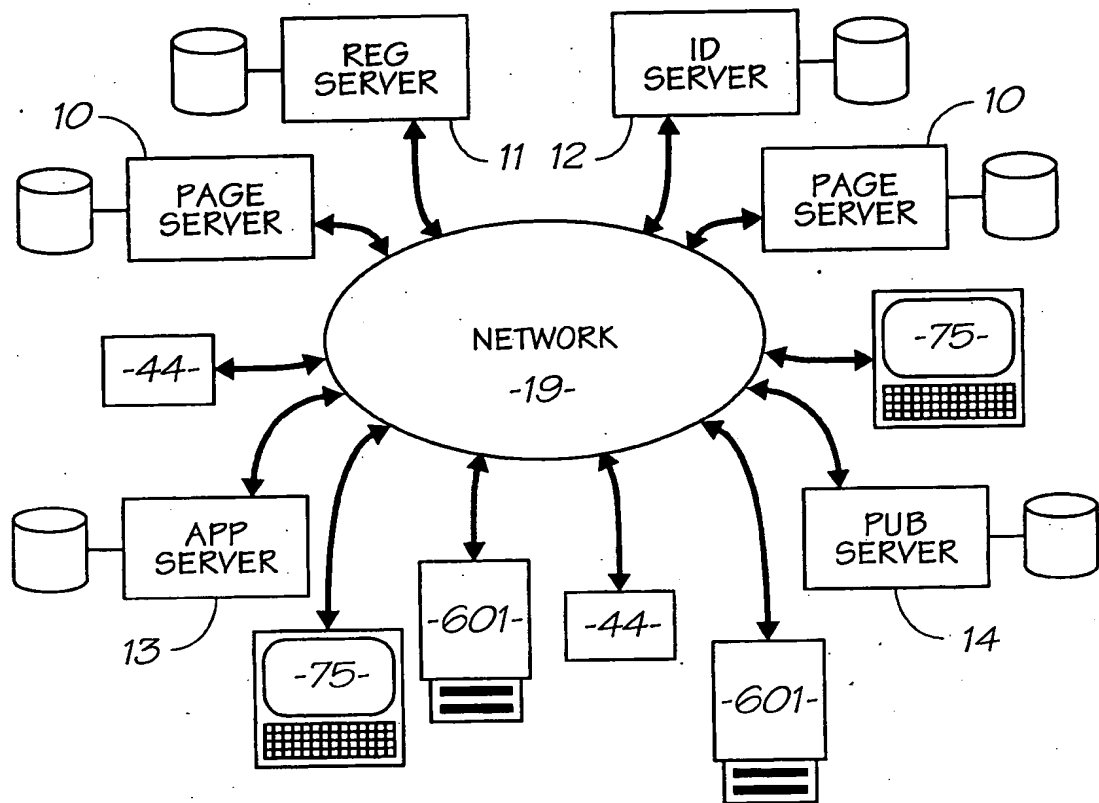 REG
SERVER
ID
SERVER
10
11
12
10
PAGE
SERVER
PAGE
SERVER
NETWORK
-19-
-75-
-44-
APP
SERVER
PUB
SERVER
-601-
-44-
13
14
-75-
-601-